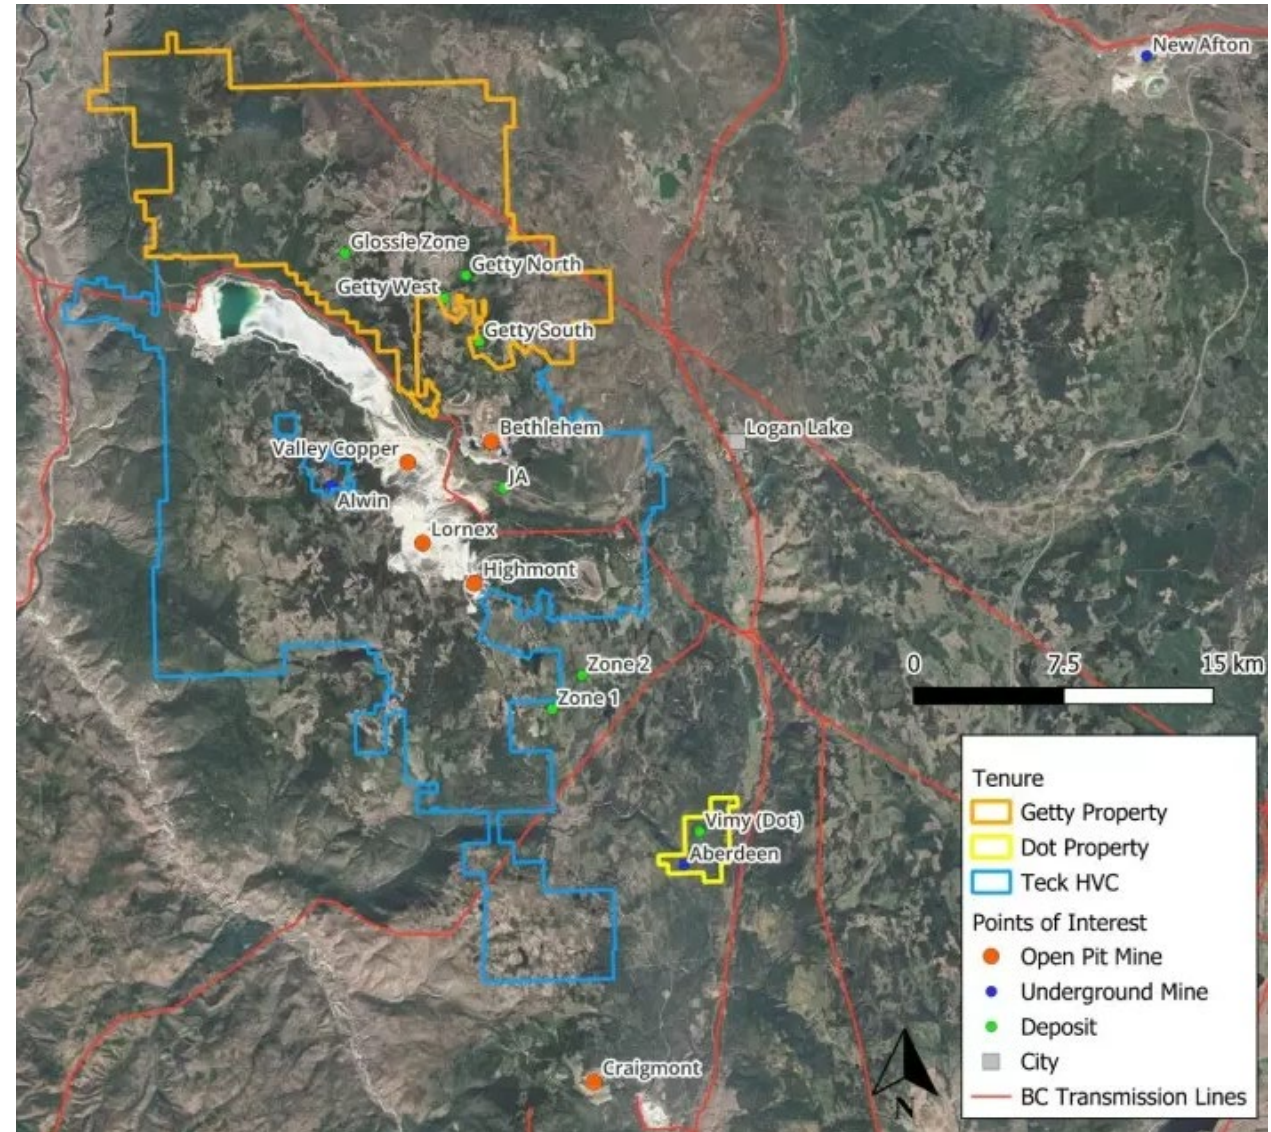 New Afton
Glossie Zone
Getty North
Getty West
Getty South
Bethlehem
Logan Lake
Valley Copper
JA
Alwin
Lornex
Highmont
Zone 2
Zone 1
0 7.5 15 km
Vimy (Dot)
Aberdeen
Craigmont
N
Tenure
Getty Property
Dot Property
Teck HVC
Points of Interest
Open Pit Mine
Underground Mine
Deposit
City
BC Transmission Lines